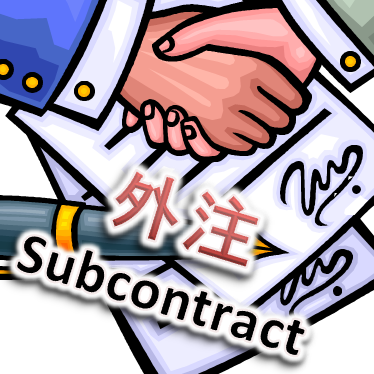 外注
Subcontract